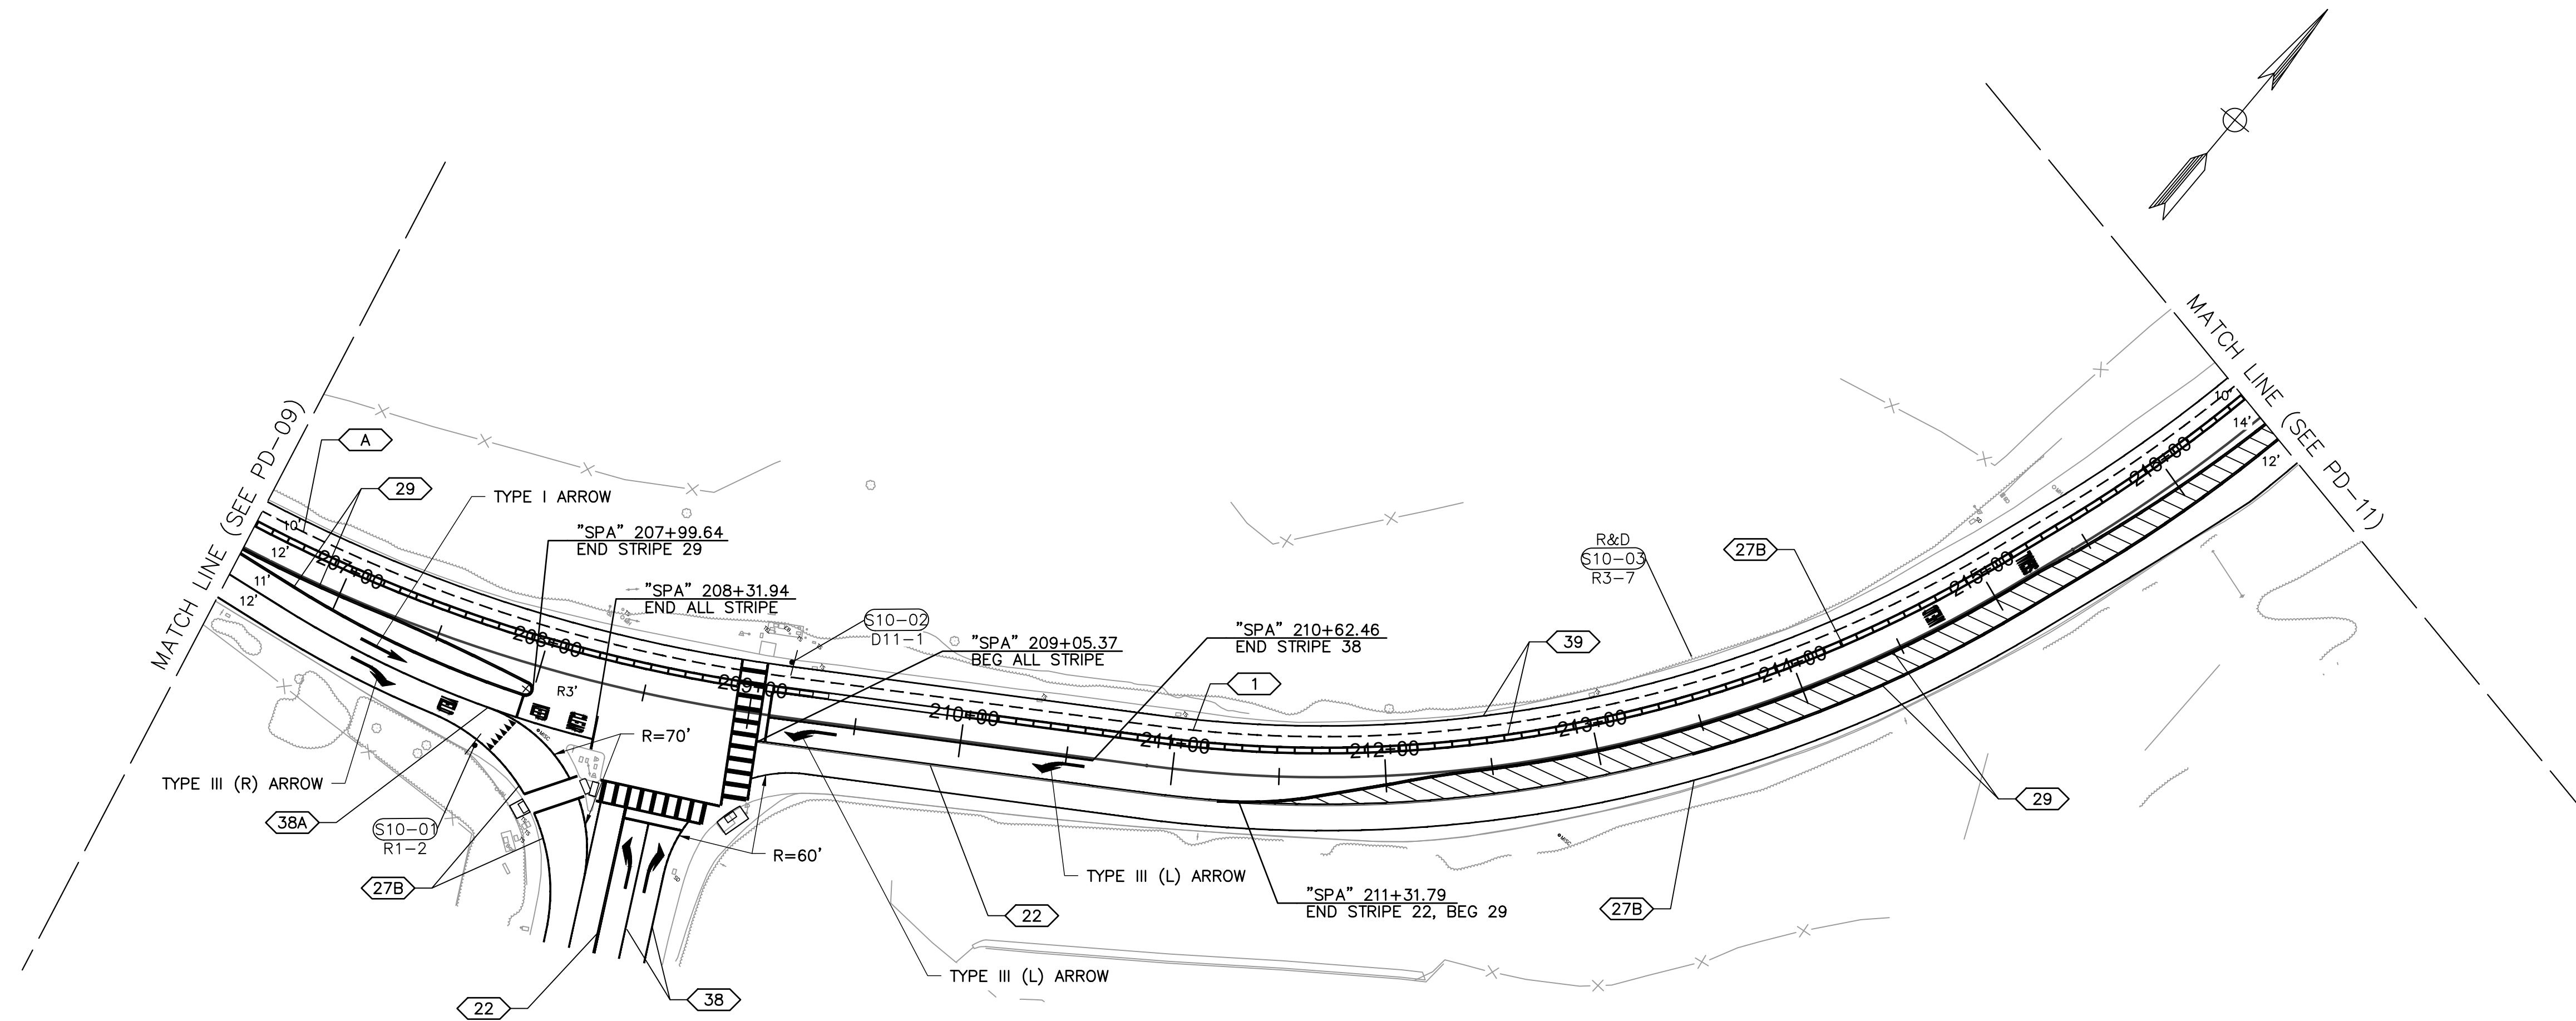 MATCH LINE (SEE PD-09)
A
29
TYPE I ARROW
10'
12'
11'
12'
207+00
"SPA" 207+99.64
END STRIPE 29
"SPA" 208+31.94
END ALL STRIPE
208+00
R3'
R=70'
TYPE III (R) ARROW
38A
S10-01
R1-2
27B
22
38
R=60'
209+00
S10-02
D11-1
"SPA" 209+05.37
BEG ALL STRIPE
210+00
"SPA" 210+62.46
END STRIPE 38
1
211+00
TYPE III (L) ARROW
TYPE III (L) ARROW
22
"SPA" 211+31.79
END STRIPE 22, BEG 29
212+00
39
R&D
S10-03
R3-7
213+00
27B
27B
214+00
215+00
29
216+00
10'
14'
12'
MATCH LINE (SEE PD-11)
MISC
MISC